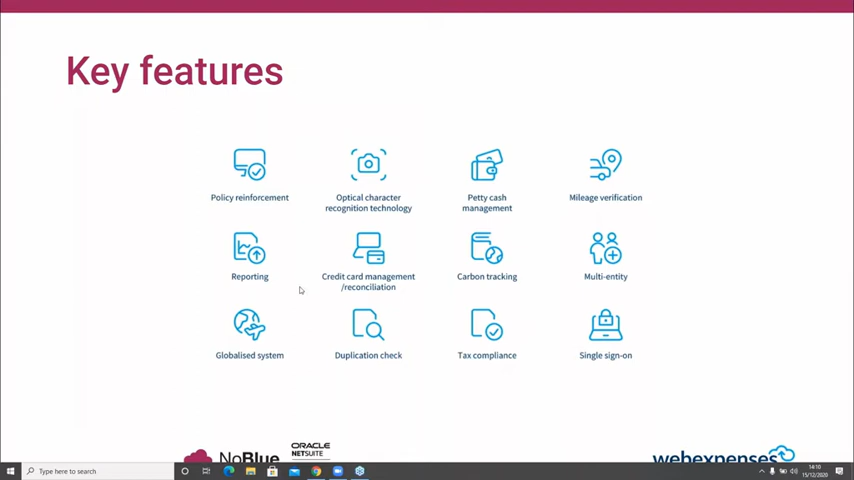 Key features
Policy reinforcement
Optical character
recognition technology
Petty cash
management
Mileage verification
Reporting
Credit card management
/reconciliation
Carbon tracking
Multi-entity
Globalised system
Duplication check
Tax compliance
Single sign-on
NoBlue
ORACLE
NETSUITE
webexpenses
Type here to search
14:10
15/12/2020